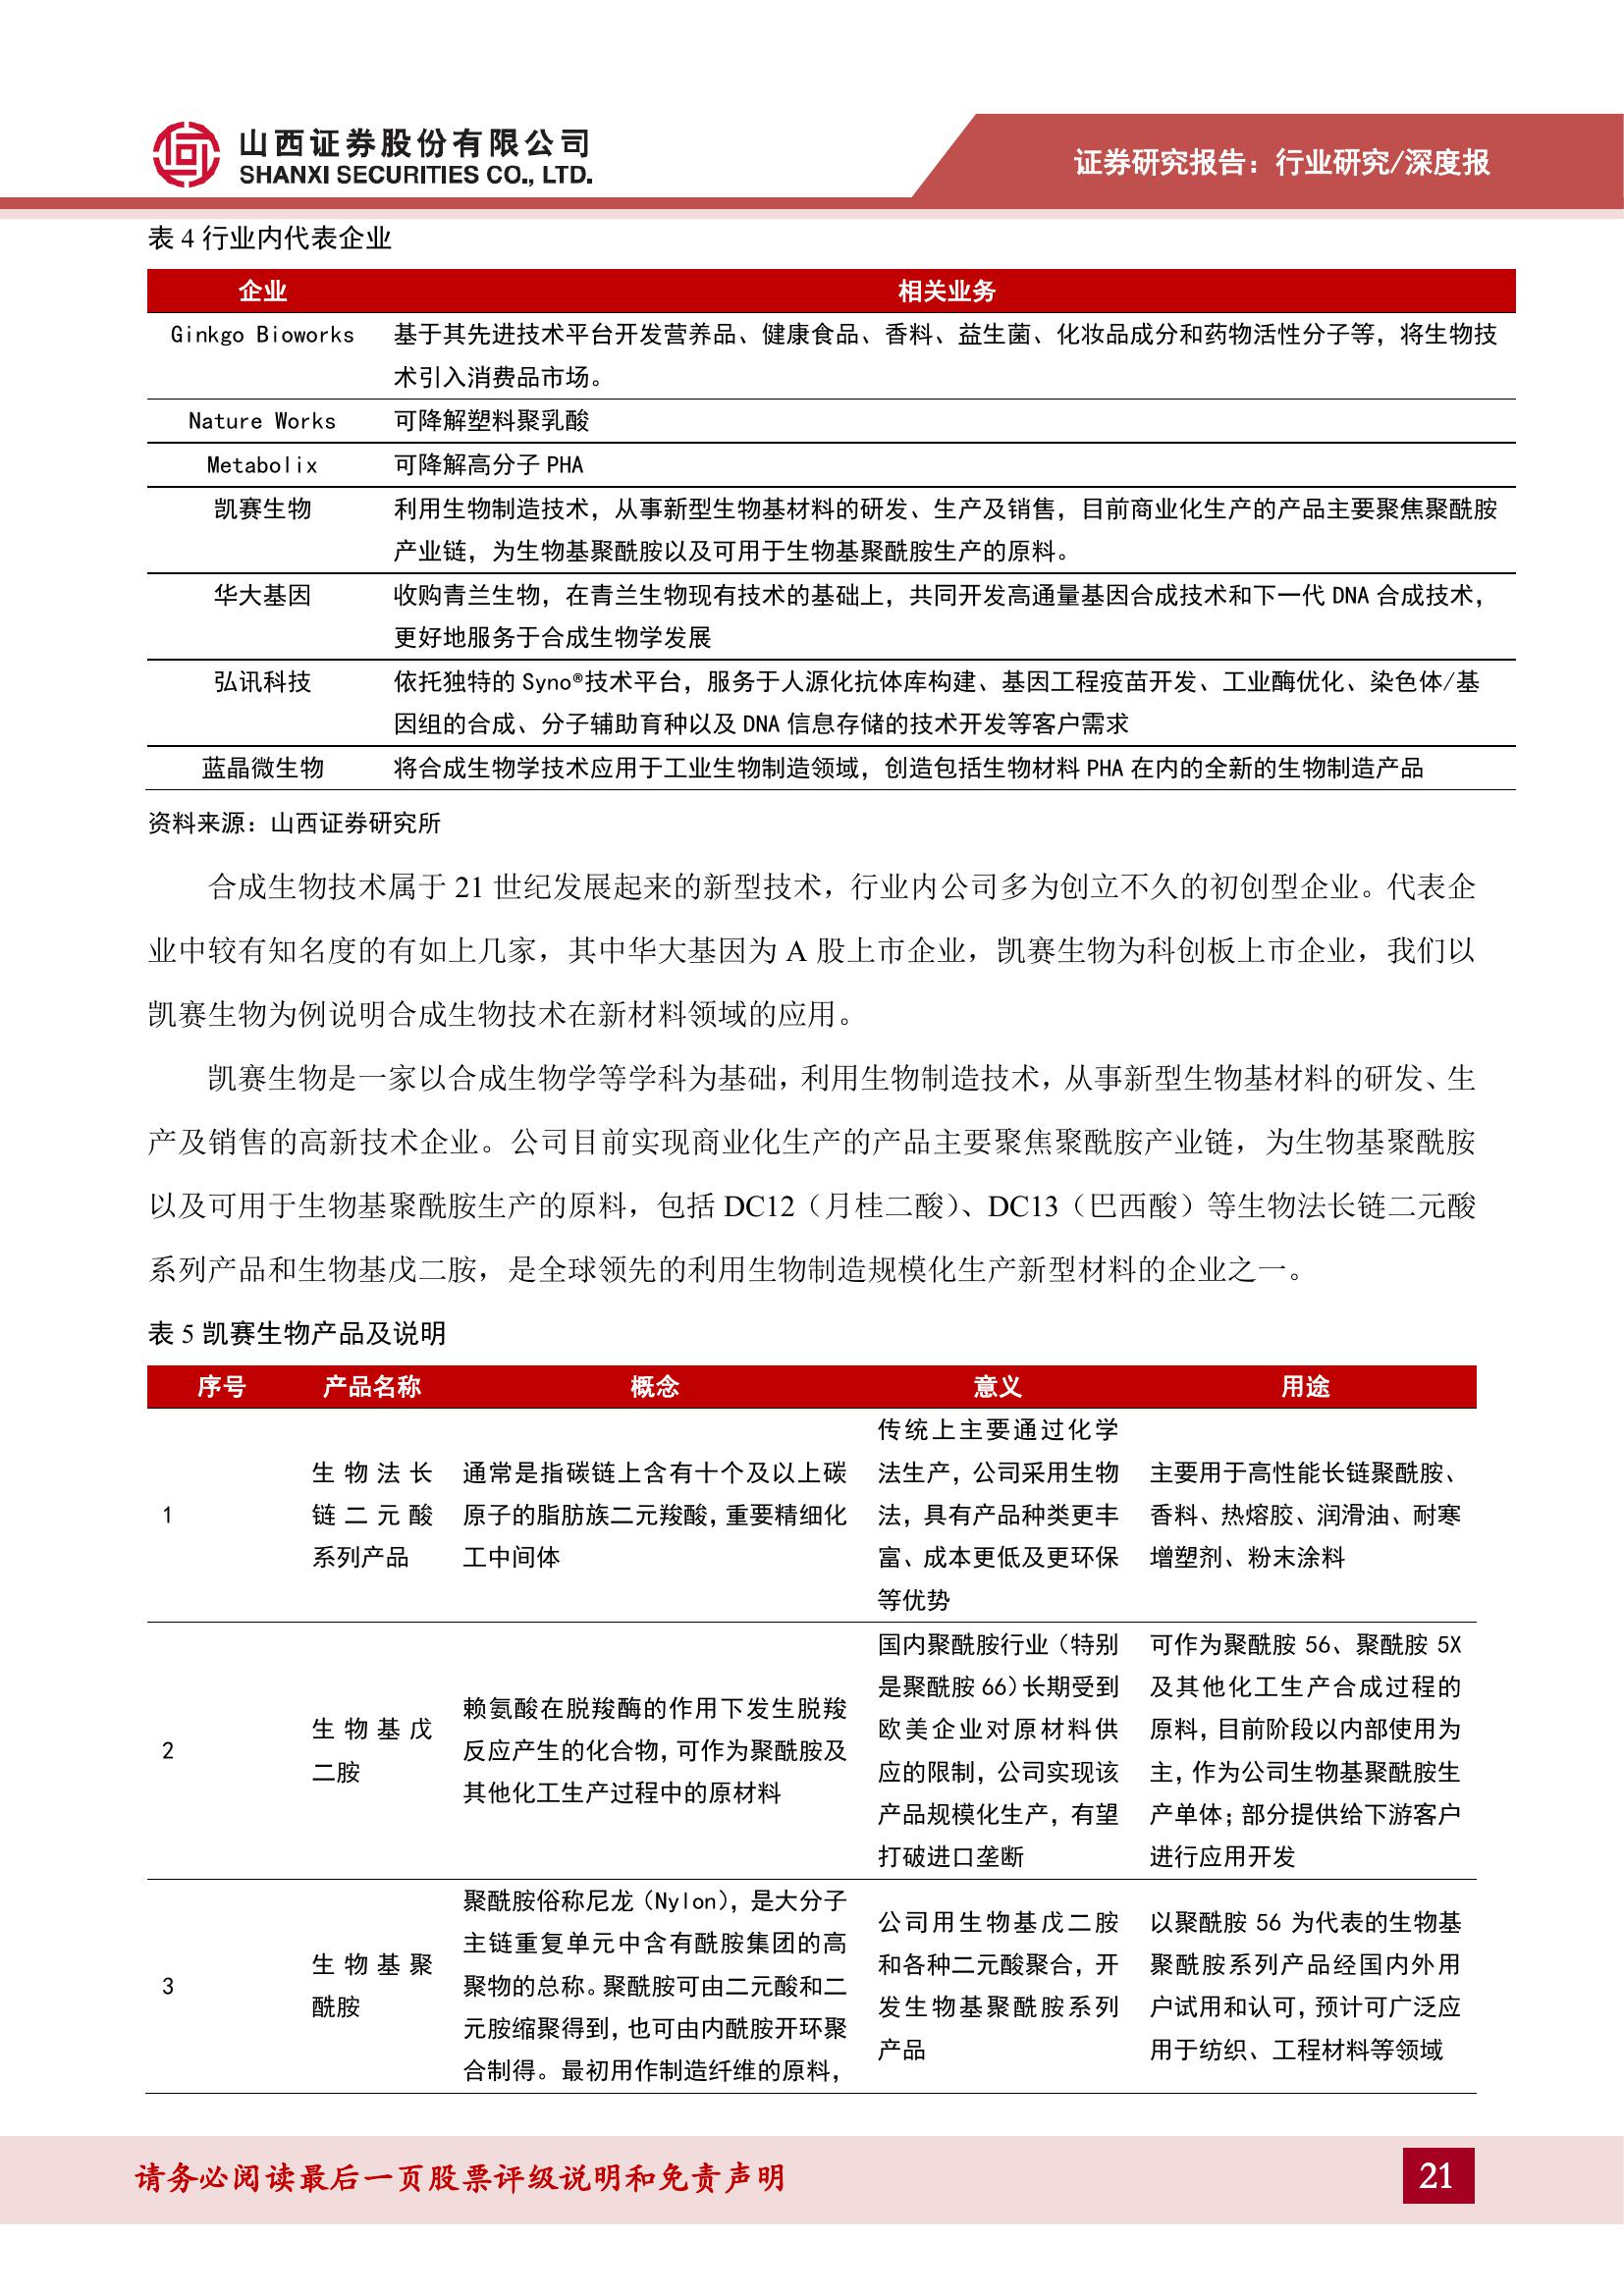 山西证券股份有限公司
SHANXI SECURITIES CO., LTD.
证券研究报告：行业研究/深度报
表 4 行业内代表企业
企业 相关业务
Ginkgo Bioworks 基于其先进技术平台开发营养品、健康食品、香料、益生菌、化妆品成分和药物活性分子等，将生物技
术引入消费品市场。
Nature Works 可降解塑料聚乳酸
Metabolix 可降解高分子 PHA
凯赛生物 利用生物制造技术，从事新型生物基材料的研发、生产及销售，目前商业化生产的产品主要聚焦聚酰胺
产业链，为生物基聚酰胺以及可用于生物基聚酰胺生产的原料。
华大基因 收购青兰生物，在青兰生物现有技术的基础上，共同开发高通量基因合成技术和下一代 DNA 合成技术，
更好地服务于合成生物学发展
弘讯科技 依托独特的 Syno®技术平台，服务于人源化抗体库构建、基因工程疫苗开发、工业酶优化、染色体/基
因组的合成、分子辅助育种以及 DNA 信息存储的技术开发等客户需求
蓝晶微生物 将合成生物学技术应用于工业生物制造领域，创造包括生物材料 PHA 在内的全新的生物制造产品
资料来源：山西证券研究所
合成生物技术属于 21 世纪发展起来的新型技术，行业内公司多为创立不久的初创型企业。代表企
业中较有知名度的有如上几家，其中华大基因为 A 股上市企业，凯赛生物为科创板上市企业，我们以
凯赛生物为例说明合成生物技术在新材料领域的应用。
凯赛生物是一家以合成生物学等学科为基础，利用生物制造技术，从事新型生物基材料的研发、生
产及销售的高新技术企业。公司目前实现商业化生产的产品主要聚焦聚酰胺产业链，为生物基聚酰胺
以及可用于生物基聚酰胺生产的原料，包括 DC12（月桂二酸）、DC13（巴西酸）等生物法长链二元酸
系列产品和生物基戊二胺，是全球领先的利用生物制造规模化生产新型材料的企业之一。
表 5 凯赛生物产品及说明
序号 产品名称 概念 意义 用途
1
生物法长
链二元酸
系列产品
通常是指碳链上含有十个及以上碳
原子的脂肪族二元羧酸，重要精细化
工中间体
传统上主要通过化学
法生产，公司采用生物
法，具有产品种类更丰
富、成本更低及更环保
等优势
主要用于高性能长链聚酰胺、
香料、热熔胶、润滑油、耐寒
增塑剂、粉末涂料
2
生物基戊
二胺
赖氨酸在脱羧酶的作用下发生脱羧
反应产生的化合物，可作为聚酰胺及
其他化工生产过程中的原材料
国内聚酰胺行业（特别
是聚酰胺 66）长期受到
欧美企业对原材料供
应的限制，公司实现该
产品规模化生产，有望
打破进口垄断
可作为聚酰胺 56、聚酰胺 5X
及其他化工生产合成过程的
原料，目前阶段以内部使用为
主，作为公司生物基聚酰胺生
产单体；部分提供给下游客户
进行应用开发
3
生物基聚
酰胺
聚酰胺俗称尼龙（Nylon），是大分子
主链重复单元中含有酰胺集团的高
聚物的总称。聚酰胺可由二元酸和二
元胺缩聚得到，也可由内酰胺开环聚
合制得。最初用作制造纤维的原料，
公司用生物基戊二胺
和各种二元酸聚合，开
发生物基聚酰胺系列
产品
以聚酰胺 56 为代表的生物基
聚酰胺系列产品经国内外用
户试用和认可，预计可广泛应
用于纺织、工程材料等领域
请务必阅读最后一页股票评级说明和免责声明
21